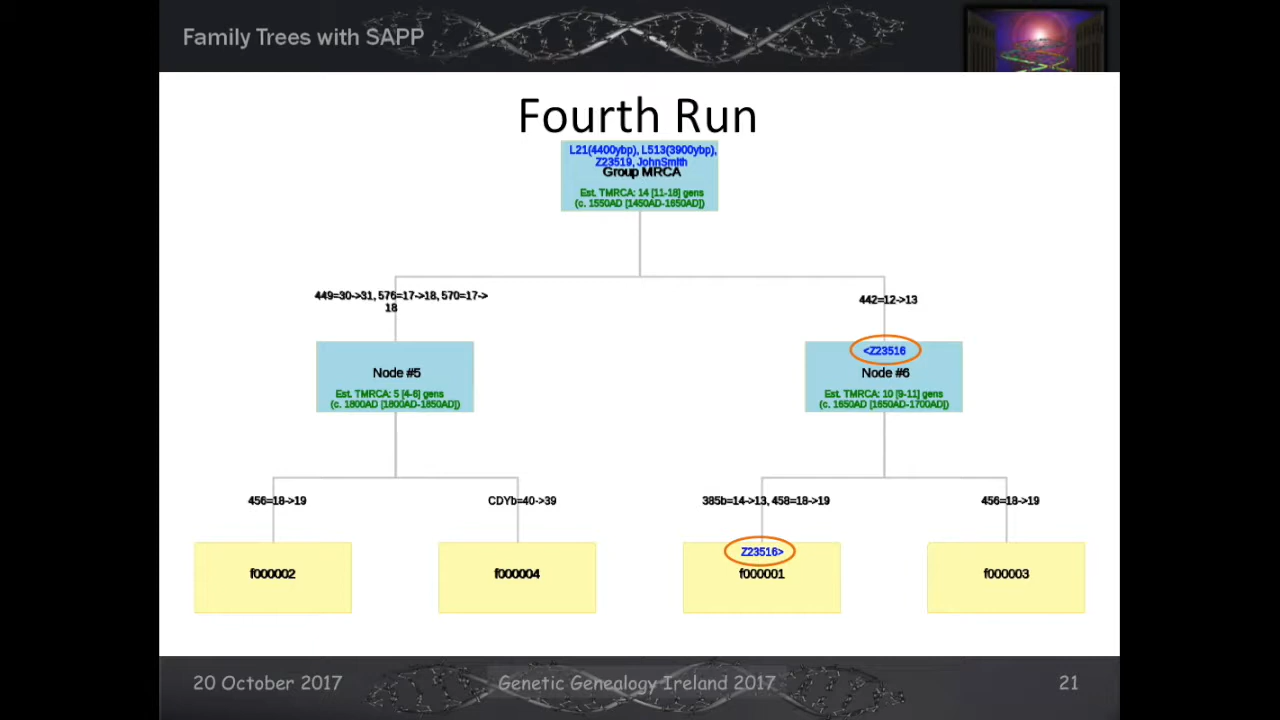 Family Trees with SAPP
Fourth Run
L21(4400ybp), L513(3900ybp),
Z23519, JohnSmith
Group MRCA
Est. TMRCA: 14 [11-18] gens
(c. 1550AD [1450AD-1650AD])
449=30->31, 576=17->18, 570=17->
18
442=12->13
Node #5
Est. TMRCA: 5 [4-6] gens
(c. 1800AD [1800AD-1850AD])
<Z23516
Node #6
Est. TMRCA: 10 [9-11] gens
(c. 1650AD [1650AD-1700AD])
456=18->19
CDYb=40->39
385b=14->13, 458=18->19
456=18->19
f000002
f000004
Z23516>
f000001
f000003
20 October 2017
Genetic Genealogy Ireland 2017
21